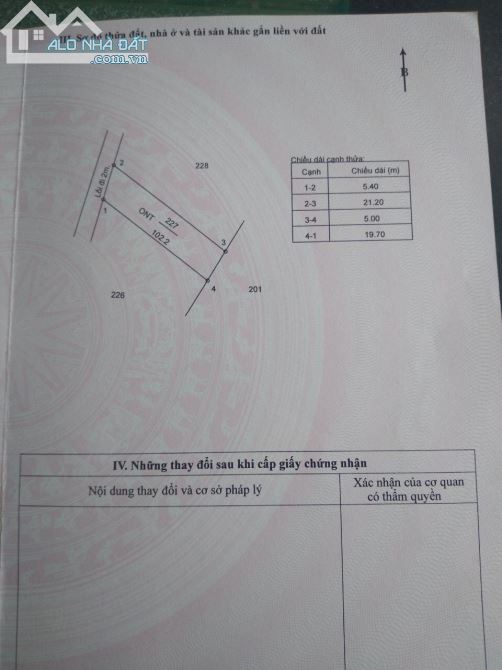 III. Sơ đồ thửa đất, nhà ở và tài sản khác gắn liền với đất
ALO NHÀ ĐẤT
.com.vn
B
Chiều dài cạnh thửa:
Cạnh Chiều dài (m)
1-2 5.40
2-3 21.20
3-4 5.00
4-1 19.70
Lối đi 2m
2
228
1
ONT 227
102.2
3
4
201
226
IV. Những thay đổi sau khi cấp giấy chứng nhận
Nội dung thay đổi và cơ sở pháp lý
Xác nhận của cơ quan
có thẩm quyền